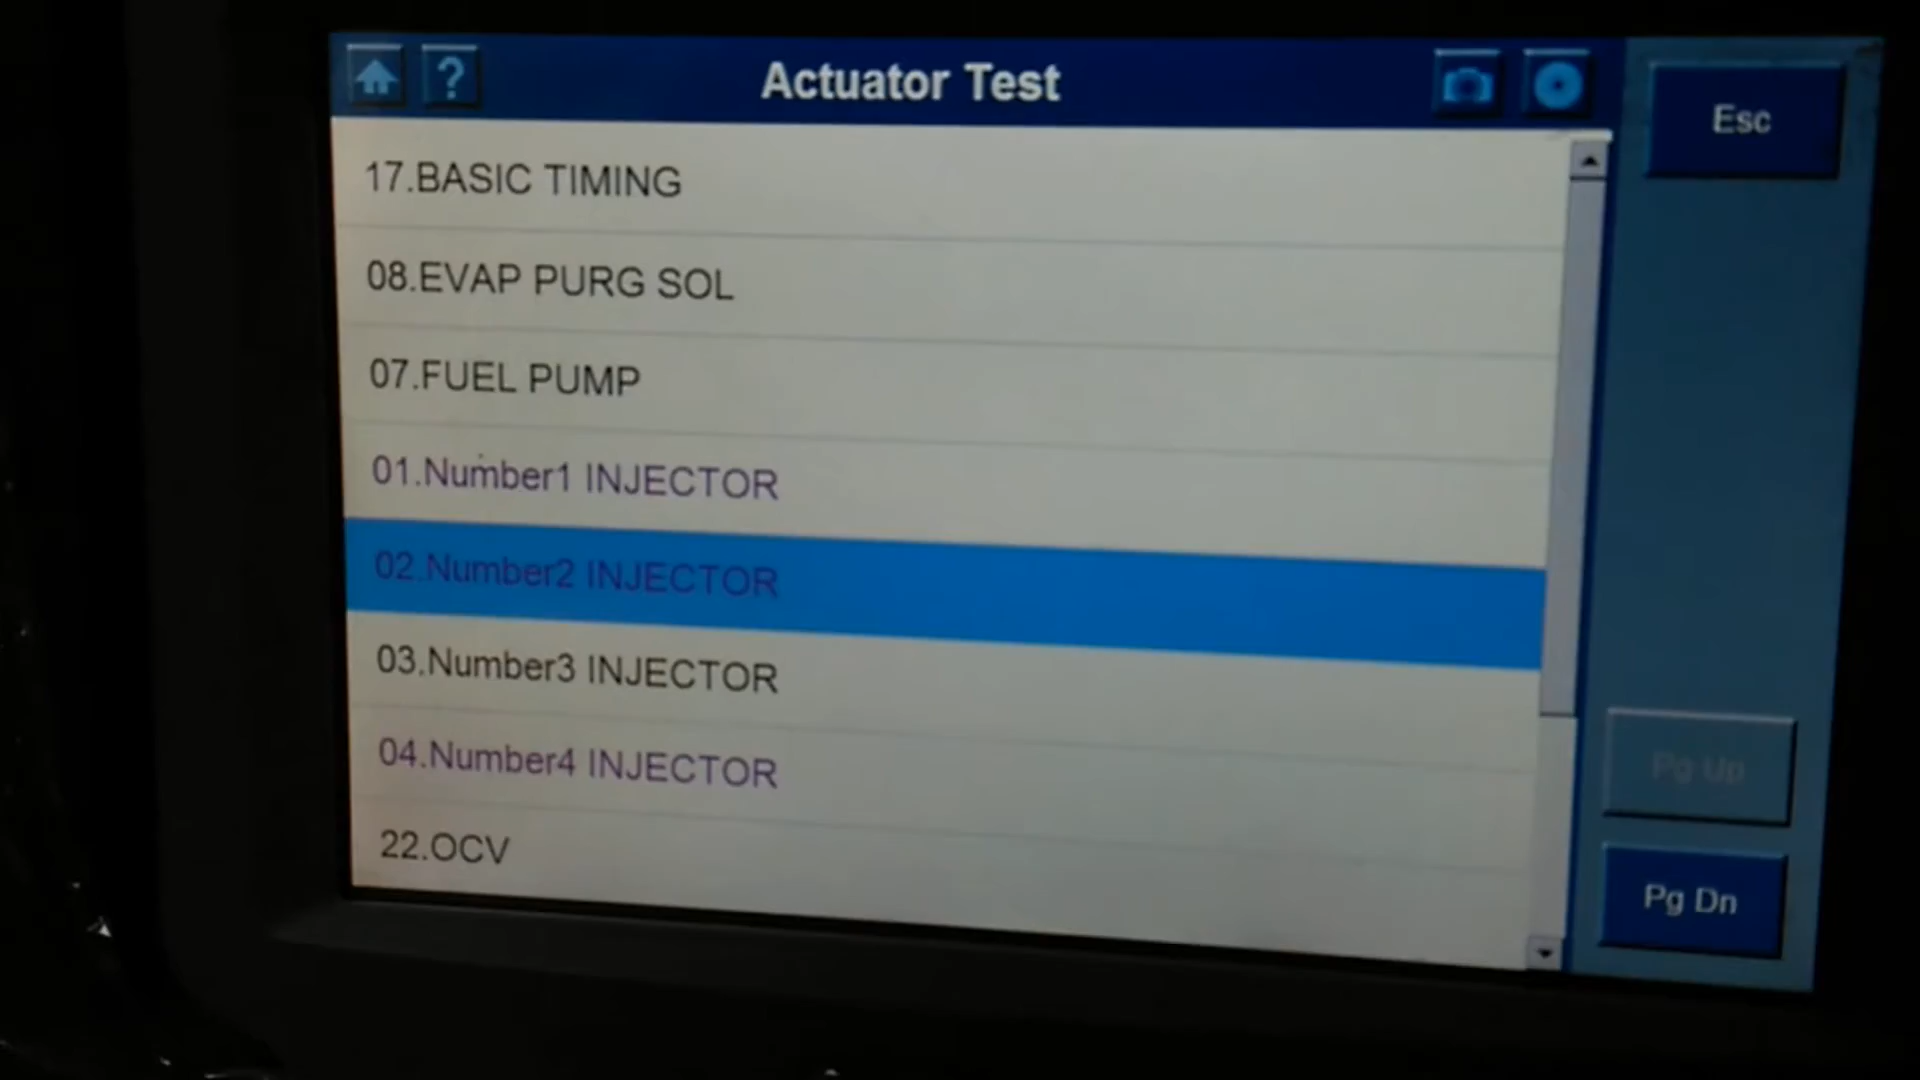 ?
Actuator Test
Esc
17.BASIC TIMING
08.EVAP PURG SOL
07.FUEL PUMP
01.Number1 INJECTOR
02.Number2 INJECTOR
03.Number3 INJECTOR
04.Number4 INJECTOR
22.OCV
Pg Up
Pg Dn